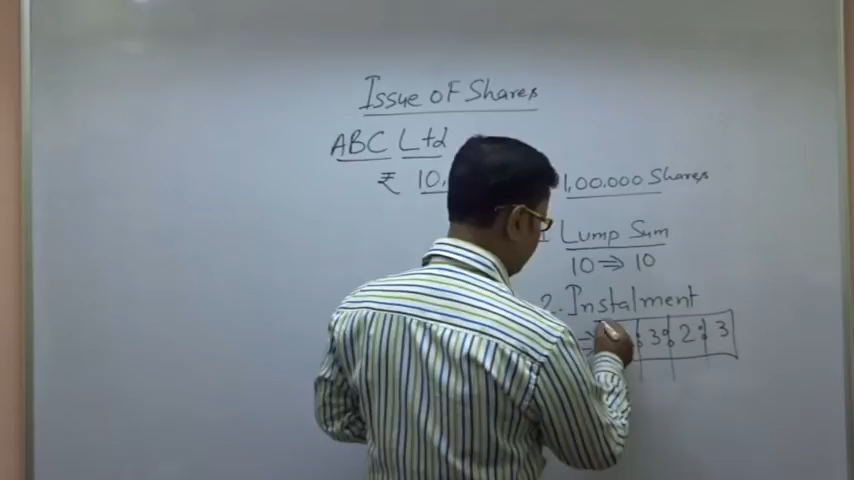 Issue of Shares
ABC Ltd
₹ 10, 1,00,000 Shares
Lump Sum
10 ⇒ 10
2. Instalment
: 3 : 2 : 3